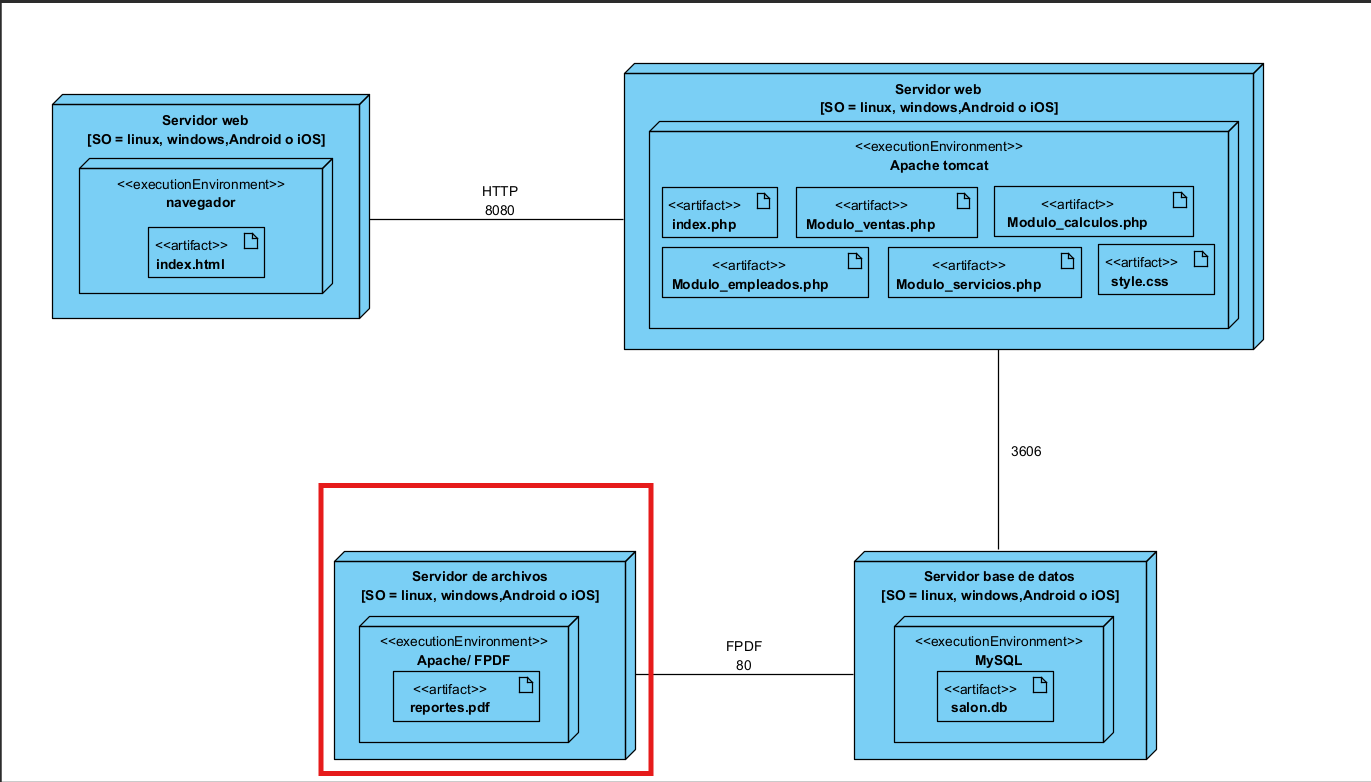 Servidor web
[SO = linux, windows,Android o iOS]
<<executionEnvironment>>
navegador
<<artifact>>
index.html
HTTP
8080
Servidor web
[SO = linux, windows,Android o iOS]
<<executionEnvironment>>
Apache tomcat
<<artifact>>
index.php
<<artifact>>
Modulo_ventas.php
<<artifact>>
Modulo_calculos.php
<<artifact>>
Modulo_empleados.php
<<artifact>>
Modulo_servicios.php
<<artifact>>
style.css
3606
Servidor de archivos
[SO = linux, windows,Android o iOS]
<<executionEnvironment>>
Apache/ FPDF
<<artifact>>
reportes.pdf
FPDF
80
Servidor base de datos
[SO = linux, windows,Android o iOS]
<<executionEnvironment>>
MySQL
<<artifact>>
salon.db